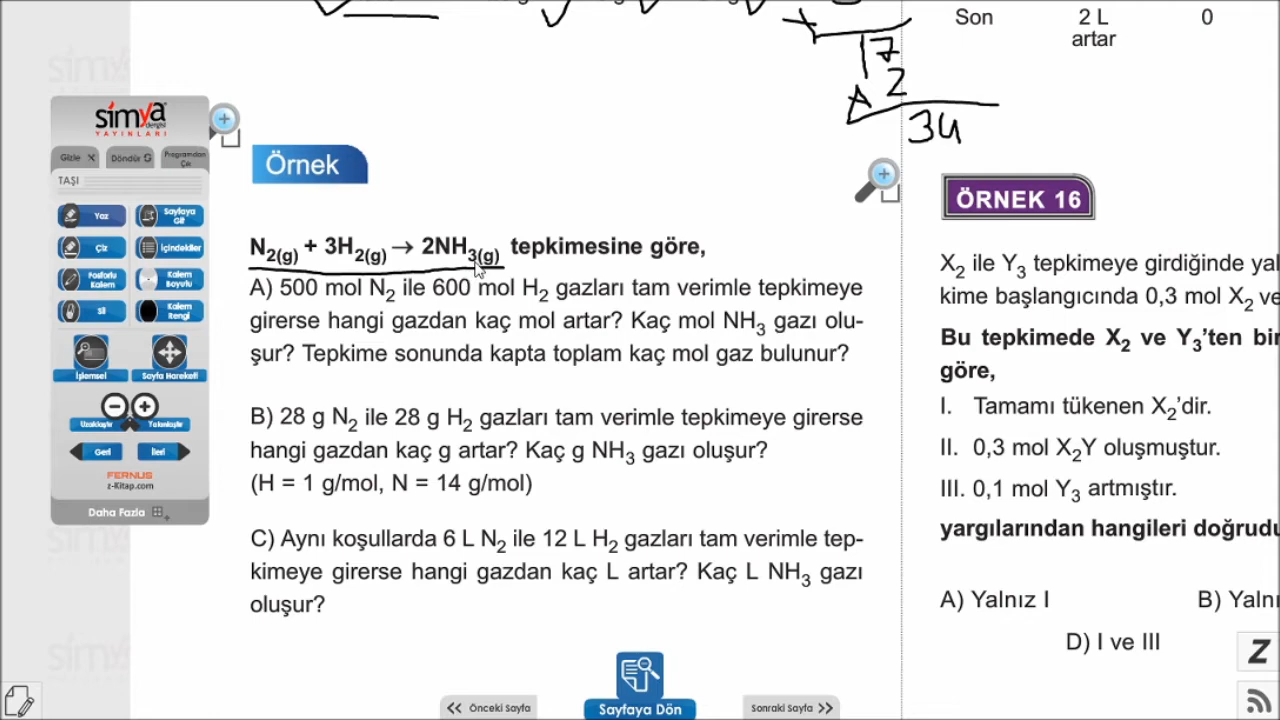 17
2
34
Son 2 L 0
artar
simya
dergisi
YAYINLARI
Gizle X Döndür Programdan Çık
TAŞI
Yaz Sayfaya Git
Çiz İçindekiler
Fosforlu Kalem Kalem Boyutu
Sil Kalem Rengi
İşlemsel Sayfa Hareketi
Uzaklaştır Yakınlaştır
Geri İleri
FERNUS
z-Kitap.com
Daha Fazla
Örnek
N2(g) + 3H2(g) → 2NH3(g) tepkimesine göre,
A) 500 mol N2 ile 600 mol H2 gazları tam verimle tepkimeye
girerse hangi gazdan kaç mol artar? Kaç mol NH3 gazı olu-
şur? Tepkime sonunda kapta toplam kaç mol gaz bulunur?
B) 28 g N2 ile 28 g H2 gazları tam verimle tepkimeye girerse
hangi gazdan kaç g artar? Kaç g NH3 gazı oluşur?
(H = 1 g/mol, N = 14 g/mol)
C) Aynı koşullarda 6 L N2 ile 12 L H2 gazları tam verimle tep-
kimeye girerse hangi gazdan kaç L artar? Kaç L NH3 gazı
oluşur?
ÖRNEK 16
X2 ile Y3 tepkimeye girdiğinde yal
kime başlangıcında 0,3 mol X2 ve
Bu tepkimede X2 ve Y3'ten bir
göre,
I. Tamamı tükenen X2'dir.
II. 0,3 mol X2Y oluşmuştur.
III. 0,1 mol Y3 artmıştır.
yargılarından hangileri doğrudu
A) Yalnız I B) Yalnı
D) I ve III
Z
<< Önceki Sayfa Sayfaya Dön Sonraki Sayfa >>